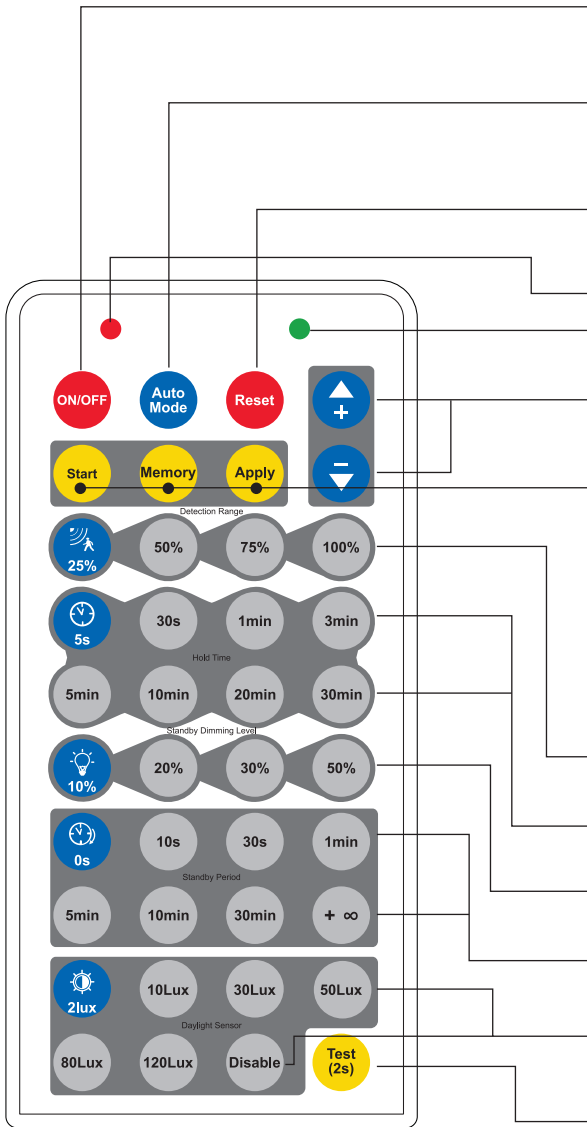 ON/OFF Auto Mode Reset +
Start Memory Apply −
Detection Range
25% 50% 75% 100%
5s 30s 1min 3min
Hold Time
5min 10min 20min 30min
Standby Dimming Level
10% 20% 30% 50%
0s 10s 30s 1min
Standby Period
5min 10min 30min + ∞
2lux 10Lux 30Lux 50Lux
Daylight Sensor
80Lux 120Lux Disable Test
(2s)